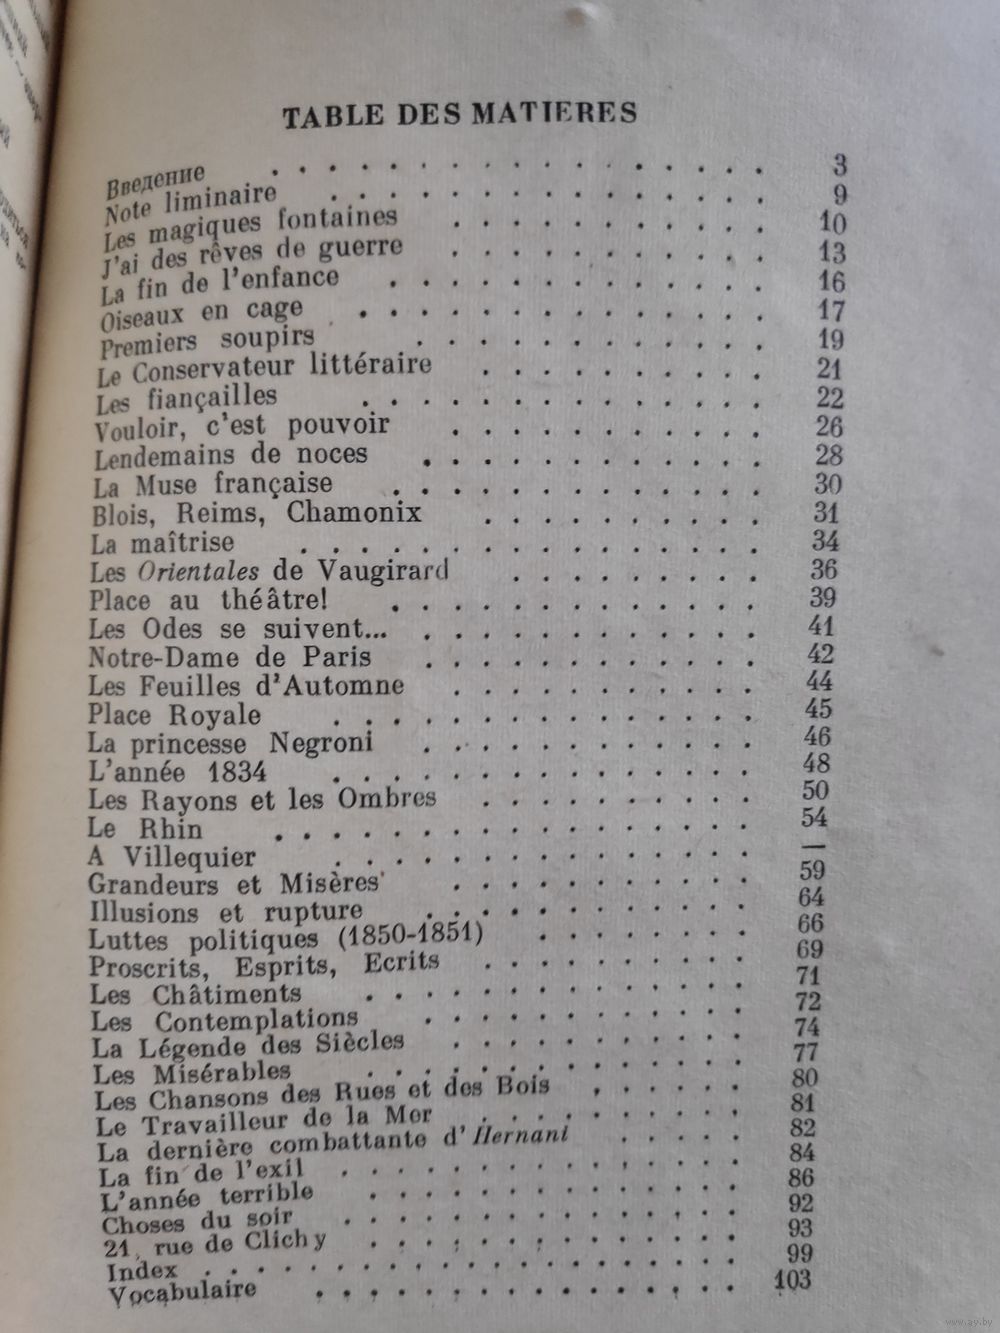 TABLE DES MATIERES
Введение . . . . . . . . . . . . . . . . . 3
Note liminaire . . . . . . . . . . . . . . . 9
Les magiques fontaines . . . . . . . . . . . 10
J'ai des rêves de guerre . . . . . . . . . . . 13
La fin de l'enfance . . . . . . . . . . . . . 16
Oiseaux en cage . . . . . . . . . . . . . . 17
Premiers soupirs . . . . . . . . . . . . 19
Le Conservateur littéraire . . . . . . . . . . 21
Les fiançailles . . . . . . . . . . . . . . 22
Vouloir, c'est pouvoir . . . . . . . . . . . 26
Lendemains de noces . . . . . . . . . . . . 28
La Muse française . . . . . . . . . . . . . 30
Blois, Reims, Chamonix . . . . . . . . . . 31
La maîtrise . . . . . . . . . . . . . . . . 34
Les Orientales de Vaugirard . . . . . . . . . 36
Place au théâtre! . . . . . . . . . . . . . 39
Les Odes se suivent... . . . . . . . . . . . . 41
Notre-Dame de Paris . . . . . . . . . . . . 42
Les Feuilles d'Automne . . . . . . . . . . . 44
Place Royale . . . . . . . . . . . . . . . 45
La princesse Negroni . . . . . . . . . . . . 46
L'année 1834 . . . . . . . . . . . . . . . 48
Les Rayons et les Ombres . . . . . . . . . . 50
Le Rhin . . . . . . . . . . . . . . . . . 54
A Villequier . . . . . . . . . . . . . . . —
Grandeurs et Misères . . . . . . . . . . . 59
Illusions et rupture . . . . . . . . . . . . 64
Luttes politiques (1850-1851) . . . . . . . . 66
Proscrits, Esprits, Ecrits . . . . . . . . . . 69
Les Châtiments . . . . . . . . . . . . . . 71
Les Contemplations . . . . . . . . . . . . 72
La Légende des Siècles . . . . . . . . . . . 74
Les Misérables . . . . . . . . . . . . . . 77
Les Chansons des Rues et des Bois . . . . . . 80
Le Travailleur de la Mer . . . . . . . . . . 81
La dernière combattante d'Hernani . . . . . 82
La fin de l'exil . . . . . . . . . . . . . . . 84
L'année terrible . . . . . . . . . . . . . . 86
Choses du soir . . . . . . . . . . . . . . . 92
21, rue de Clichy . . . . . . . . . . . . . 93
Index . . . . . . . . . . . . . . . . . . . . 99
Vocabulaire . . . . . . . . . . . . . . . . 103
www.ay.by